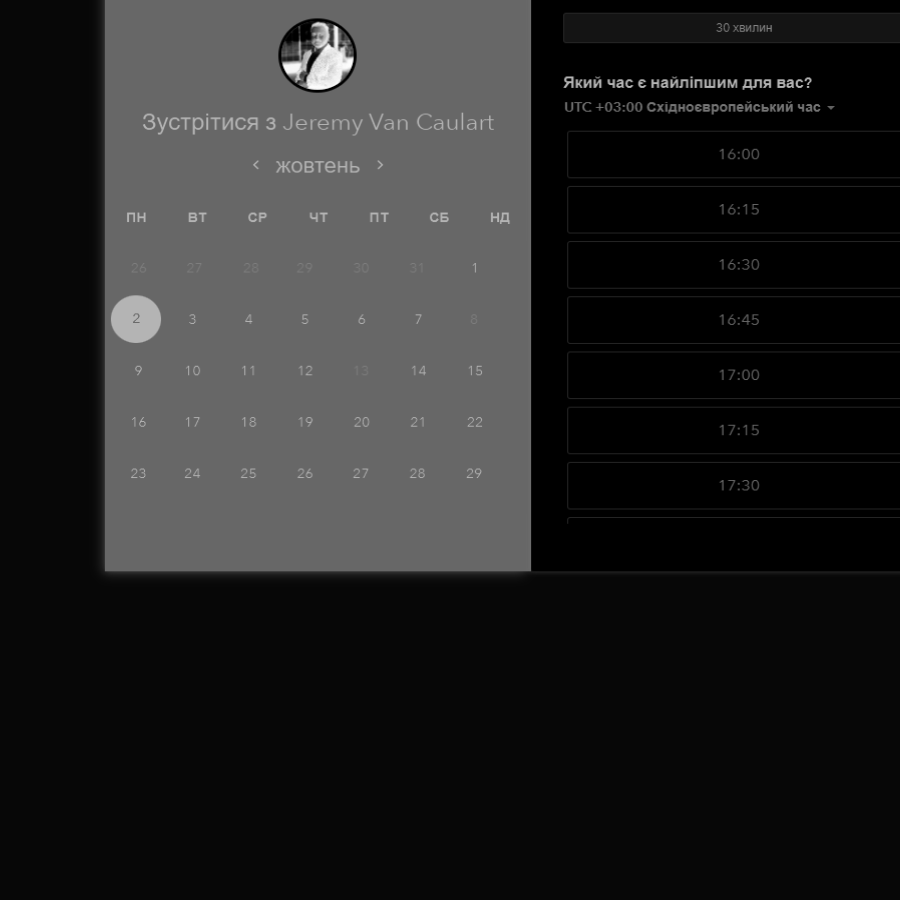 Зустрітися з Jeremy Van Caulart
жовтень
ПН ВТ СР ЧТ ПТ СБ НД
26 27 28 29 30 31 1
2 3 4 5 6 7 8
9 10 11 12 13 14 15
16 17 18 19 20 21 22
23 24 25 26 27 28 29
30 хвилин
Який час є найліпшим для вас?
UTC +03:00 Східноєвропейський час
16:00
16:15
16:30
16:45
17:00
17:15
17:30